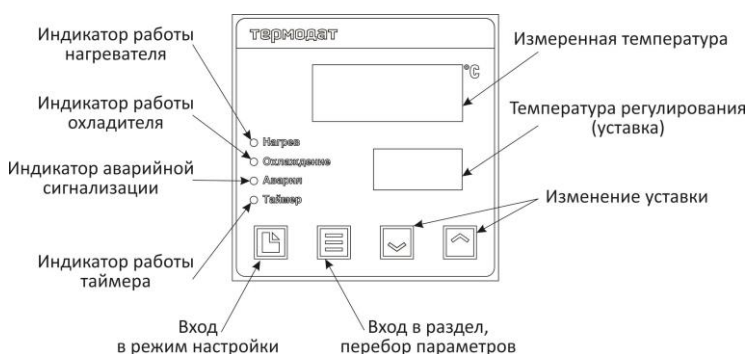 термодат
Индикатор работы
нагревателя
Измеренная температура
°C
Индикатор работы
охладителя
Температура регулирования
(уставка)
Нагрев
Охлаждение
Индикатор аварийной
сигнализации
Авария
Таймер
Изменение уставки
Индикатор работы
таймера
Вход
в режим настройки
Вход в раздел,
перебор параметров